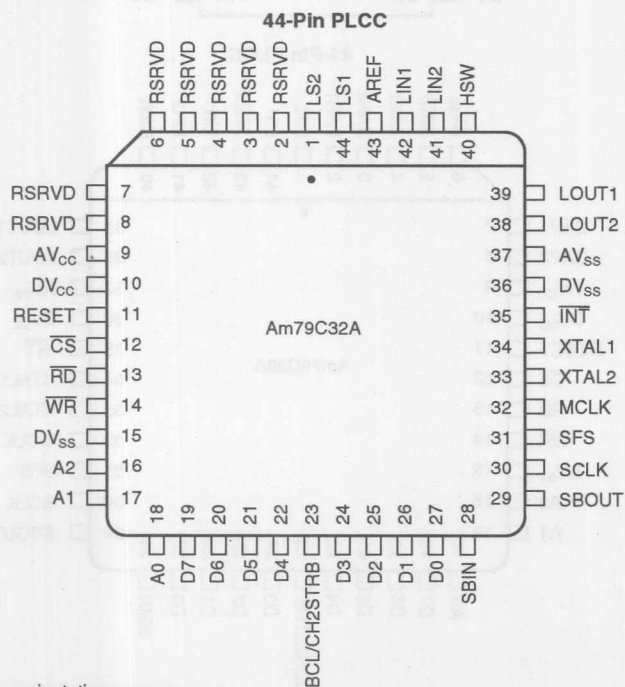 44-Pin PLCC
RSRVD RSRVD RSRVD RSRVD RSRVD LS2 LS1 AREF LIN1 LIN2 HSW
6 5 4 3 2 1 44 43 42 41 40
RSRVD 7 39 LOUT1
RSRVD 8 38 LOUT2
AVCC 9 37 AVSS
DVCC 10 36 DVSS
RESET 11 35 I̅N̅T̅
Am79C32A
C̅S̅ 12 34 XTAL1
R̅D̅ 13 33 XTAL2
W̅R̅ 14 32 MCLK
DVSS 15 31 SFS
A2 16 30 SCLK
A1 17 29 SBOUT
18 19 20 21 22 23 24 25 26 27 28
A0 D7 D6 D5 D4 BCL/CH2STRB D3 D2 D1 D0 SBIN